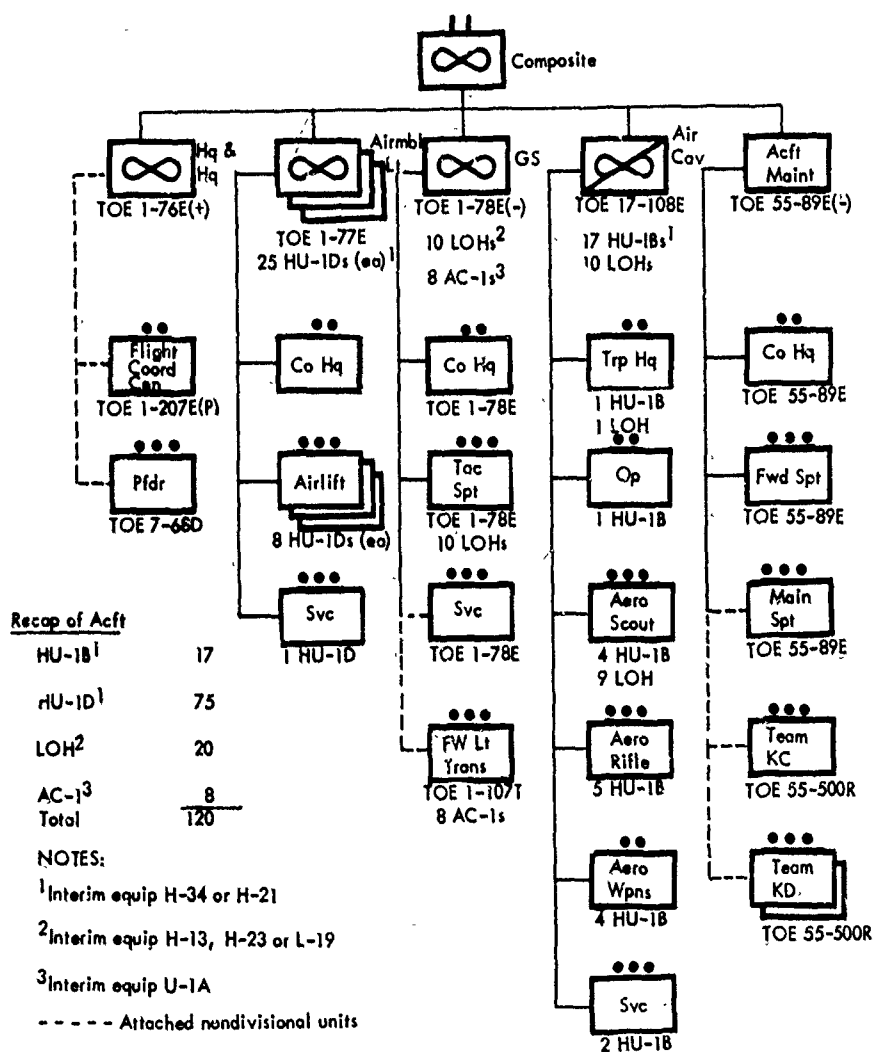 Composite
Hq &
Hq
TOE 1-76E(+)
Flight
Coord
Cen
TOE 1-207E(P)
Pfdr
TOE 7-68D
Airmbl
L
TOE 1-77E
25 HU-1Ds (ea)1
Co Hq
Airlift
8 HU-1Ds (ea)
Svc
1 HU-1D
GS
TOE 1-78E(-)
10 LOHs2
8 AC-1s3
Co Hq
TOE 1-78E
Tac
Spt
TOE 1-78E
10 LOHs
Svc
TOE 1-78E
FW Lt
Trans
TOE 1-107T
8 AC-1s
Air
Cav
TOE 17-108E
17 HU-1Bs1
10 LOHs
Trp Hq
1 HU-1B
1 LOH
Op
1 HU-1B
Aero
Scout
4 HU-1B
9 LOH
Aero
Rifle
5 HU-1B
Aero
Wpns
4 HU-1B
Svc
2 HU-1B
Acft
Maint
TOE 55-89E(-)
Co Hq
TOE 55-89E
Fwd Spt
TOE 55-89E
Main
Spt
TOE 55-89E
Team
KC
TOE 55-500R
Team
KD
TOE 55-500R
Recap of Acft
HU-1B1 17
HU-1D1 75
LOH2 20
AC-13 8
Total 120
NOTES:
1Interim equip H-34 or H-21
2Interim equip H-13, H-23 or L-19
3Interim equip U-1A
----- Attached nondivisional units